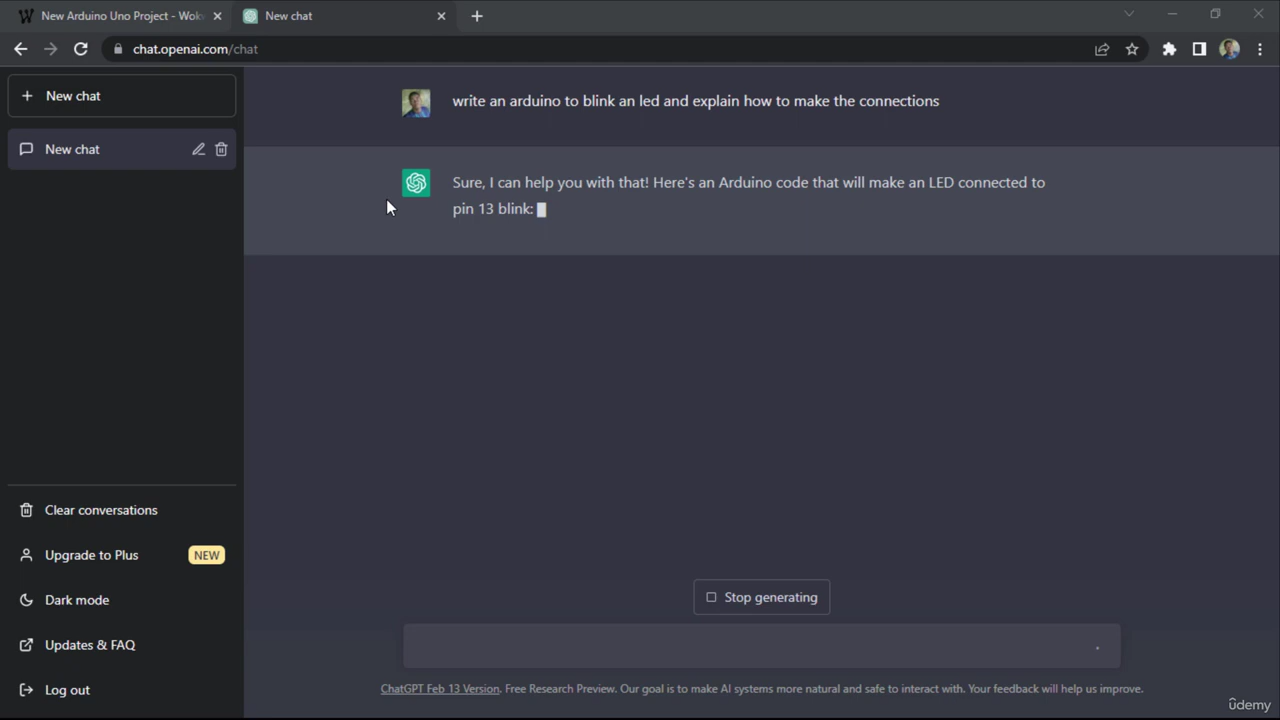 New Arduino Uno Project - Wok
New chat
chat.openai.com/chat
New chat
New chat
write an arduino to blink an led and explain how to make the connections
Sure, I can help you with that! Here's an Arduino code that will make an LED connected to
pin 13 blink:
Clear conversations
Upgrade to Plus
NEW
Dark mode
Updates & FAQ
Log out
Stop generating
ChatGPT Feb 13 Version. Free Research Preview. Our goal is to make AI systems more natural and safe to interact with. Your feedback will help us improve.
ûdemy